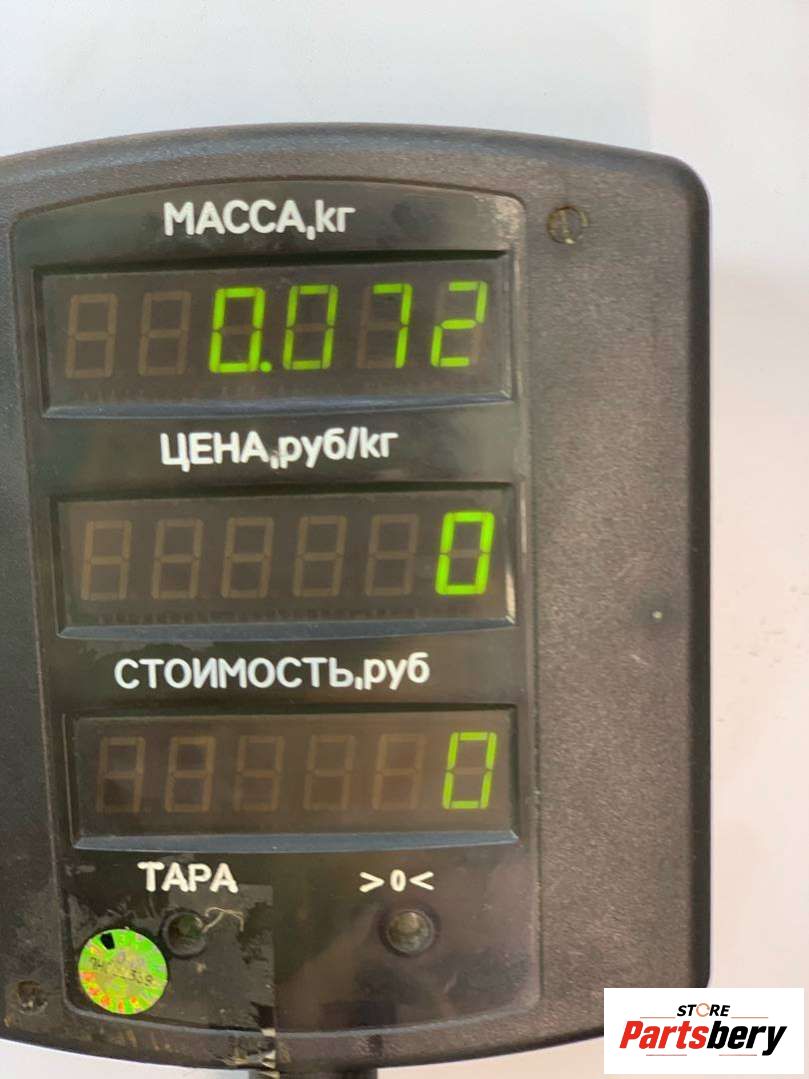 МАССА,кг
0.072
ЦЕНА,руб/кг
0
СТОИМОСТЬ,руб
0
ТАРА >0<
STORE
Partsbery